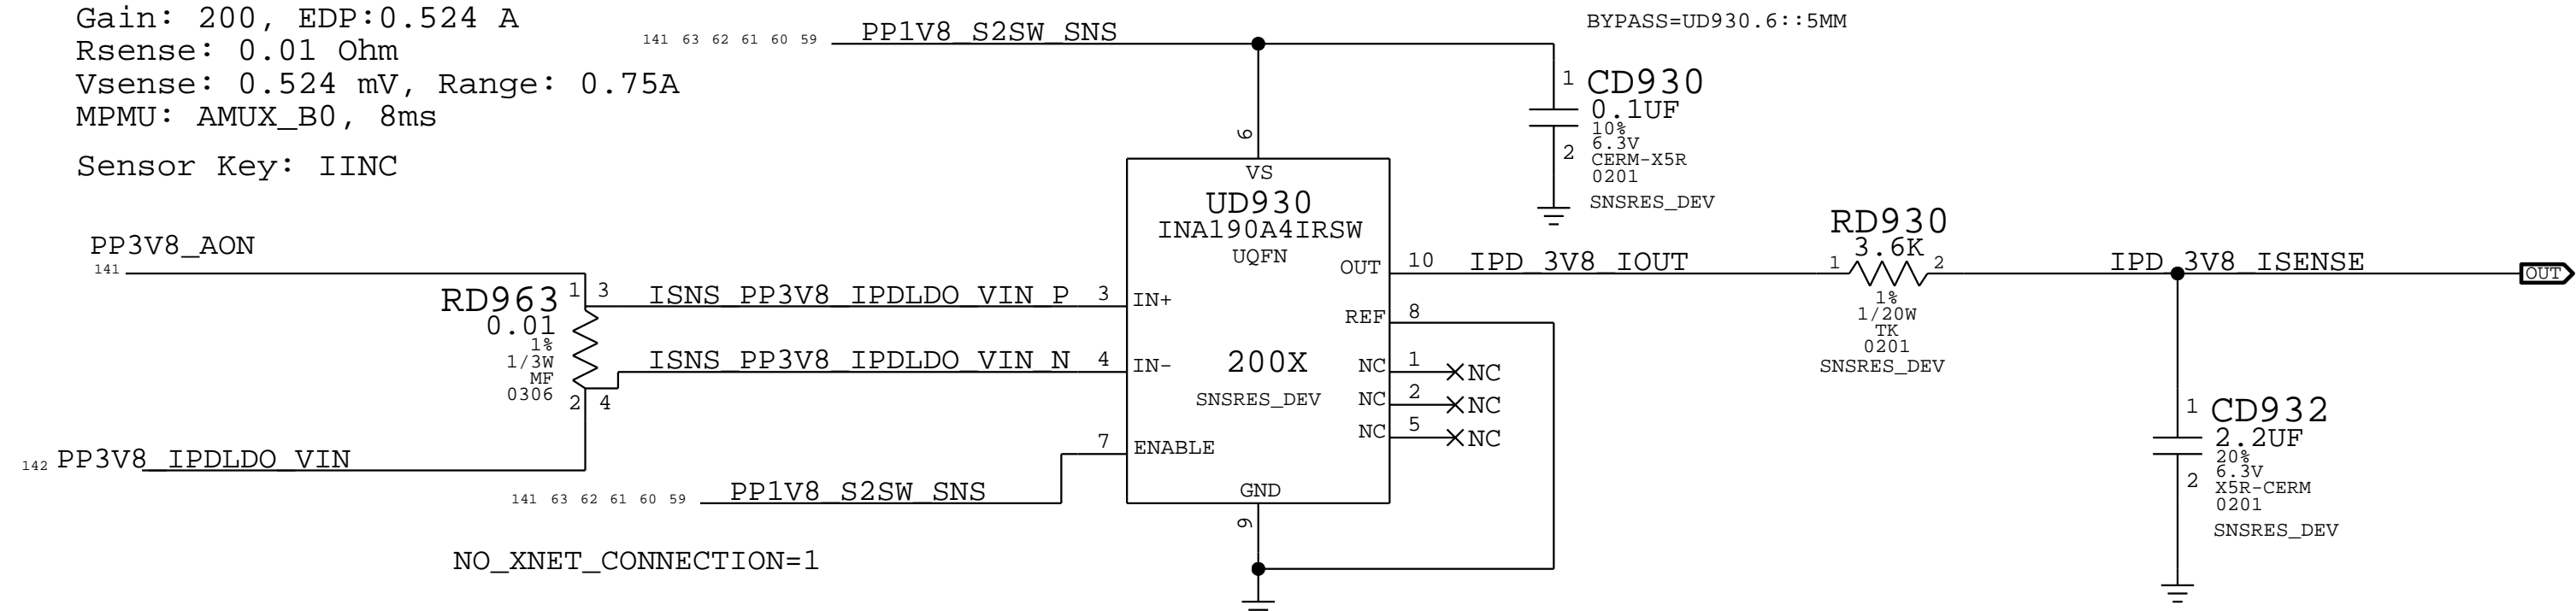 Gain: 200, EDP:0.524 A
Rsense: 0.01 Ohm
Vsense: 0.524 mV, Range: 0.75A
MPMU: AMUX_B0, 8ms
Sensor Key: IINC
141 63 62 61 60 59 PP1V8_S2SW_SNS
BYPASS=UD930.6::5MM
1 CD930
0.1UF
10%
6.3V
2 CERM-X5R
0201
SNSRES_DEV
6
VS
UD930
INA190A4IRSW
UQFN
PP3V8_AON
141
RD963 1 3
0.01
1%
1/3W
MF
0306
2 4
ISNS_PP3V8_IPDLDO_VIN_P 3 IN+
ISNS_PP3V8_IPDLDO_VIN_N 4 IN-
200X
SNSRES_DEV
7 ENABLE
142 PP3V8_IPDLDO_VIN
141 63 62 61 60 59 PP1V8_S2SW_SNS
GND
9
NO_XNET_CONNECTION=1
OUT 10 IPD_3V8_IOUT
REF 8
NC 1 NC
NC 2 NC
NC 5 NC
RD930
3.6K
1 2
1%
1/20W
TK
0201
SNSRES_DEV
IPD_3V8_ISENSE
OUT
1 CD932
2.2UF
20%
6.3V
2 X5R-CERM
0201
SNSRES_DEV